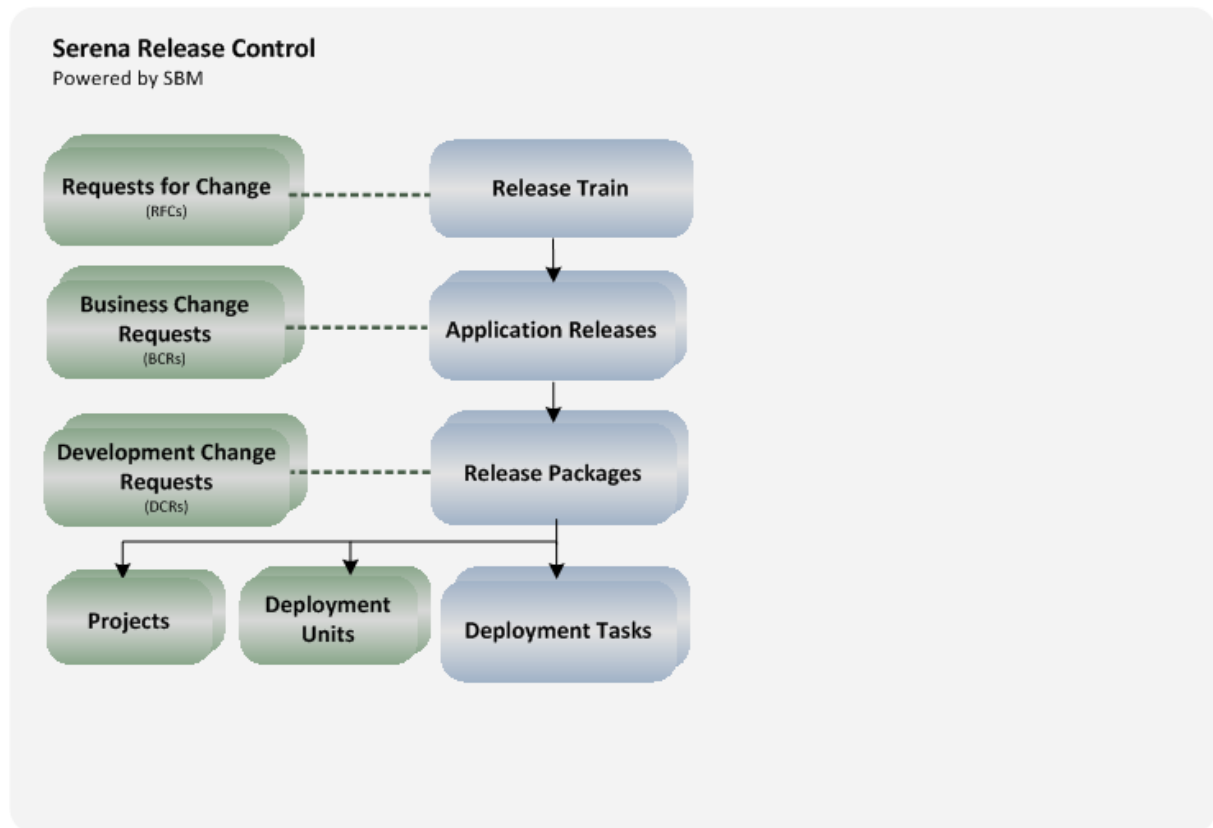 Serena Release Control
Powered by SBM
Requests for Change
(RFCs)
Release Train
Business Change
Requests
(BCRs)
Application Releases
Development Change
Requests
(DCRs)
Release Packages
Projects
Deployment
Units
Deployment Tasks